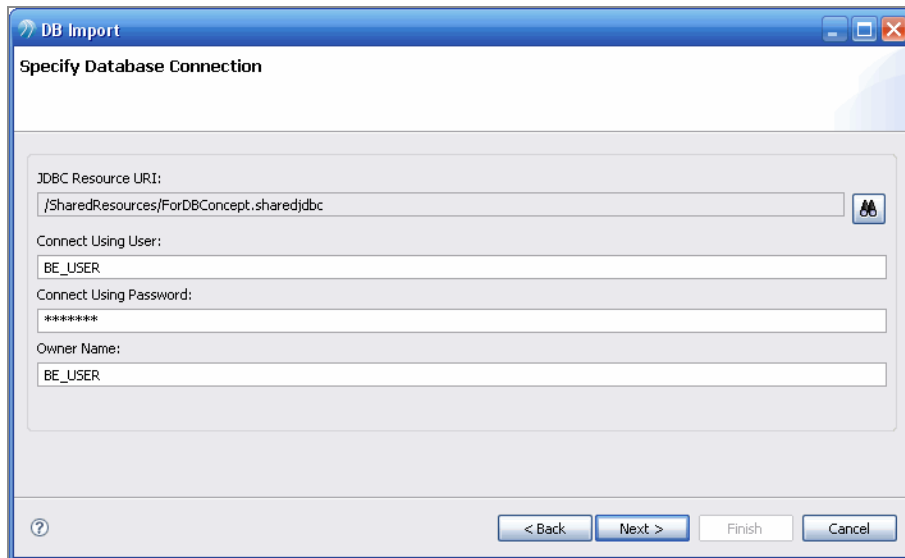 DB Import
Specify Database Connection
JDBC Resource URI:
/SharedResources/ForDBConcept.sharedjdbc
Connect Using User:
BE_USER
Connect Using Password:
*******
Owner Name:
BE_USER
?
< Back Next > Finish Cancel